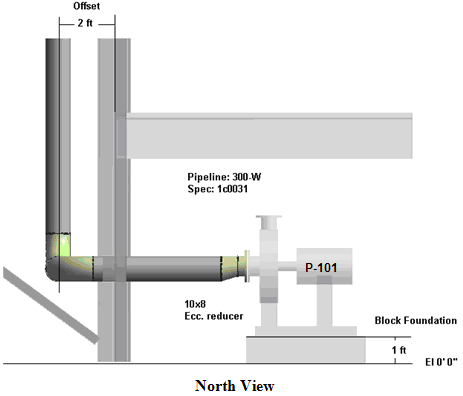 Offset
2 ft
Pipeline: 300-W
Spec: 1c0031
P-101
10x8
Ecc. reducer
Block Foundation
1 ft
El 0' 0"
North View